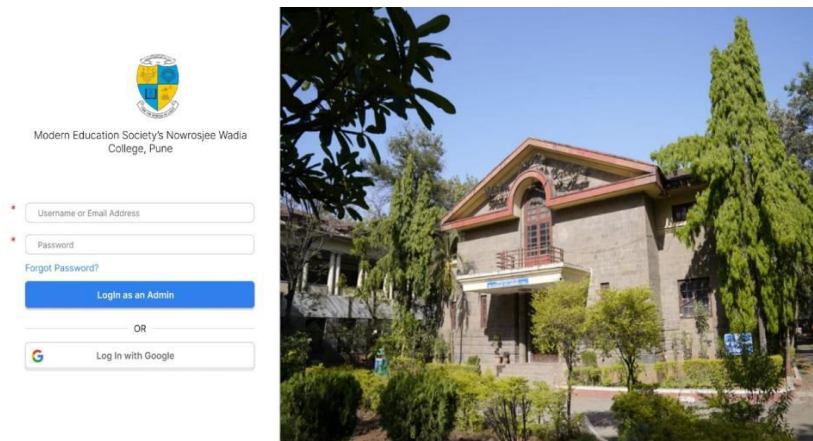 Modern Education Society's Nowrosjee Wadia
College, Pune
* Username or Email Address
* Password
Forgot Password?
LogIn as an Admin
OR
Log In with Google